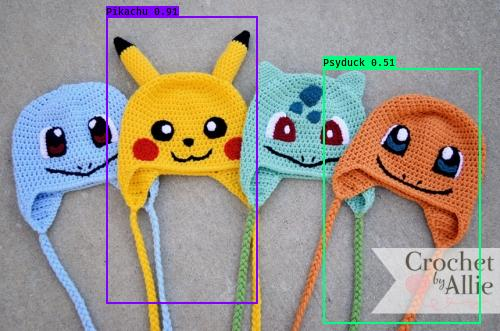 Pikachu 0.91
Psyduck 0.51
Crochet
by Allie